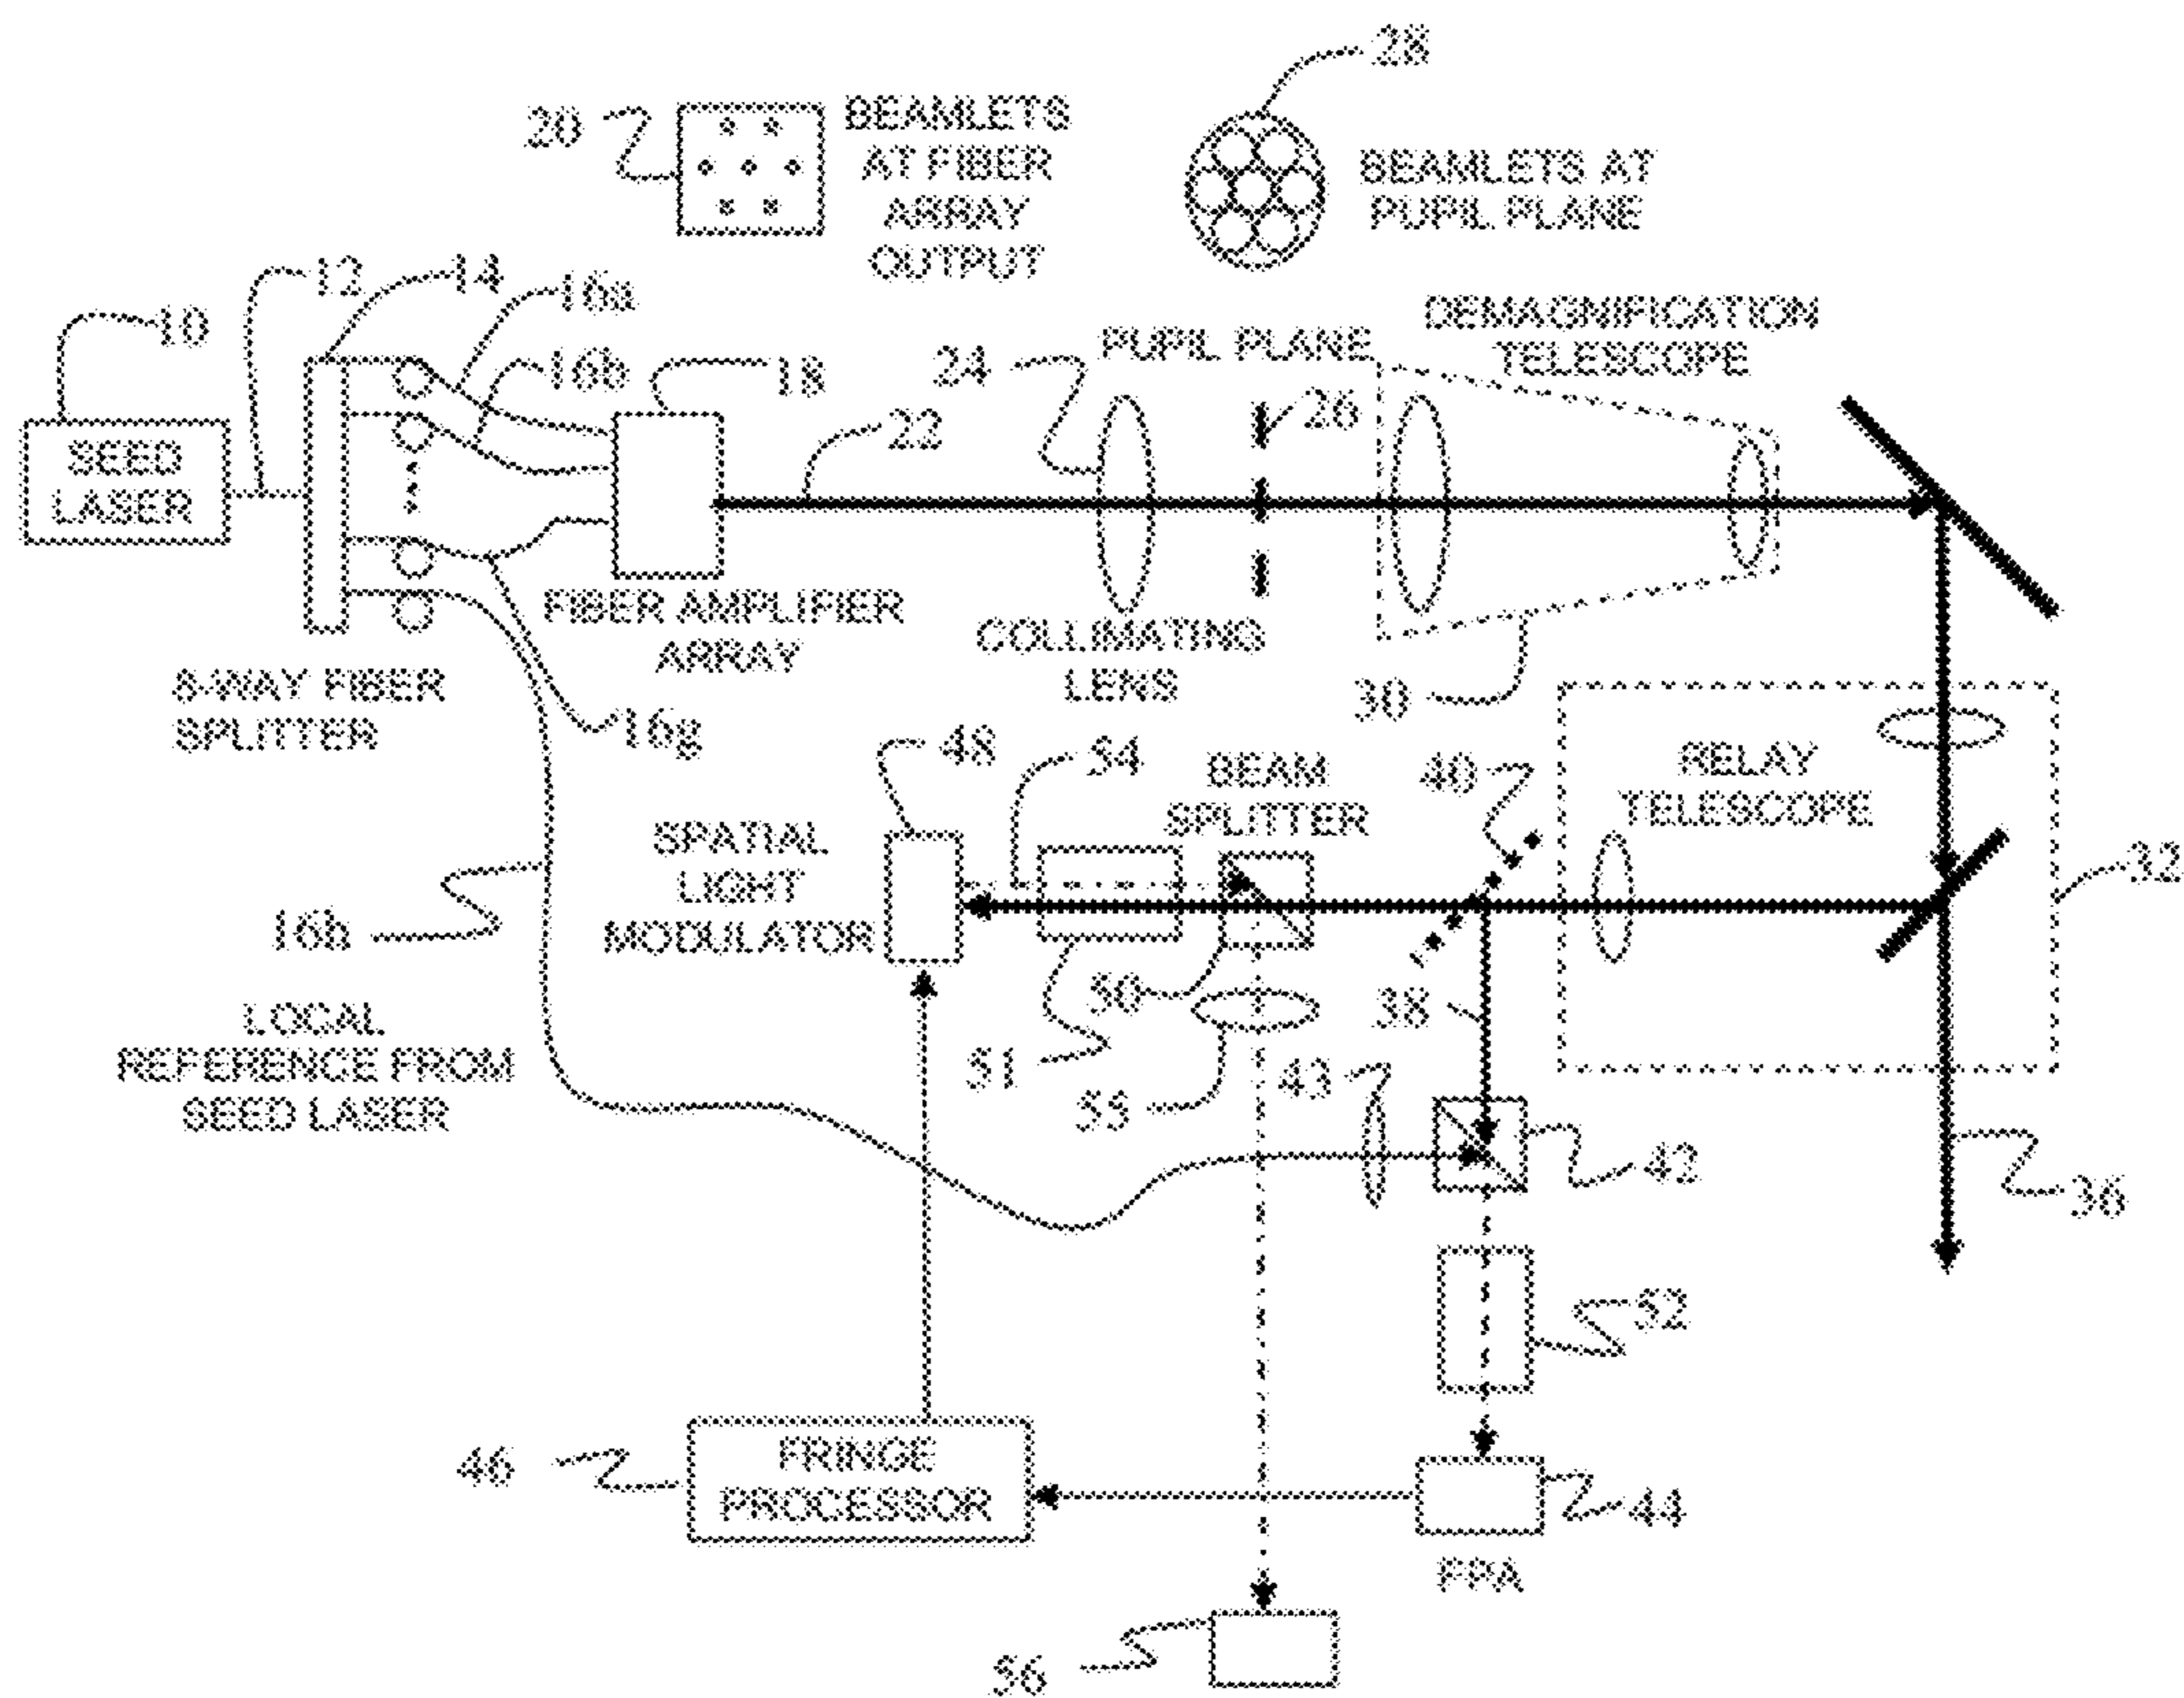 28
20
BEAMLETS
AT FIBER
ARRAY
OUTPUT
BEAMLETS AT
PUPIL PLANE
10
12
14
16a
16b
18
22
24
PUPIL PLANE
26
DEMAGNIFICATION
TELESCOPE
SEED
LASER
FIBER AMPLIFIER
ARRAY
COLLIMATING
LENS
30
8-WAY FIBER
SPLITTER
16g
48
54
BEAM
SPLITTER
40
RELAY
TELESCOPE
32
SPATIAL
LIGHT
MODULATOR
16h
50
38
51
55
43
LOCAL
REFERENCE FROM
SEED LASER
42
36
52
46
FRINGE
PROCESSOR
44
FPA
56